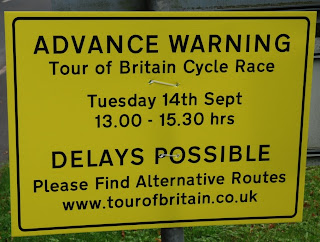 ADVANCE WARNING
Tour of Britain Cycle Race
Tuesday 14th Sept
13.00 - 15.30 hrs
DELAYS POSSIBLE
Please Find Alternative Routes
www.tourofbritain.co.uk